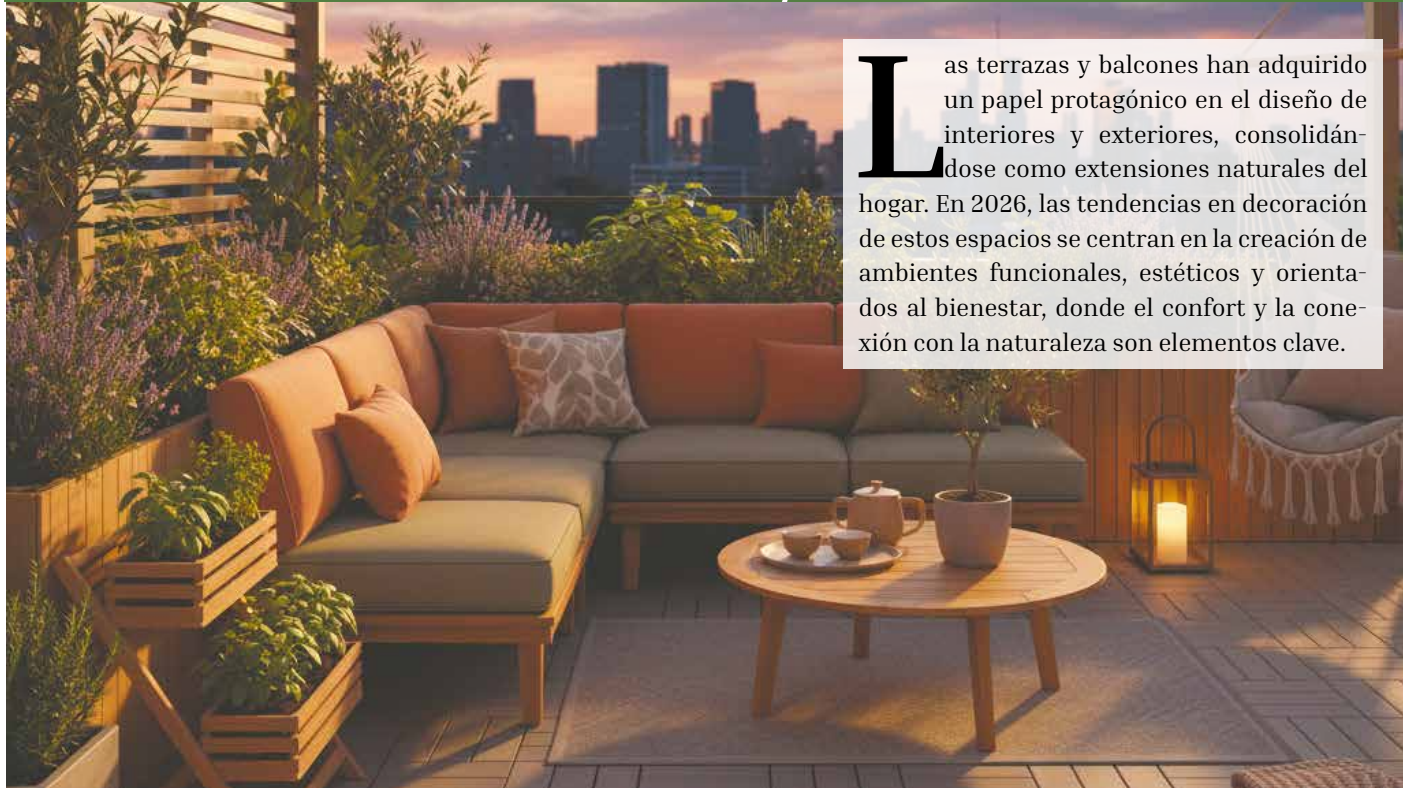 Las terrazas y balcones han adquirido
un papel protagónico en el diseño de
interiores y exteriores, consolidán-
dose como extensiones naturales del
hogar. En 2026, las tendencias en decoración
de estos espacios se centran en la creación de
ambientes funcionales, estéticos y orienta-
dos al bienestar, donde el confort y la cone-
xión con la naturaleza son elementos clave.